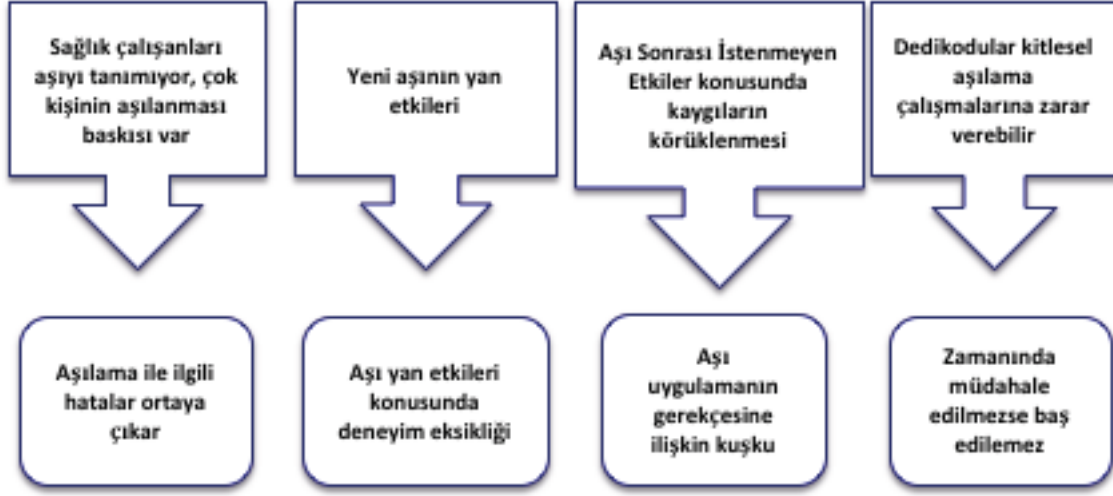 Sağlık çalışanları
aşıyı tanımıyor, çok
kişinin aşılanması
baskısı var
Yeni aşının yan
etkileri
Aşı Sonrası İstenmeyen
Etkiler konusunda
kaygıların
körüklenmesi
Dedikodular kitlesel
aşılama
çalışmalarına zarar
verebilir
Aşılama ile ilgili
hatalar ortaya
çıkar
Aşı yan etkileri
konusunda
deneyim eksikliği
Aşı
uygulamanın
gerekçesine
ilişkin kuşku
Zamanında
müdahale
edilmezse baş
edilemez